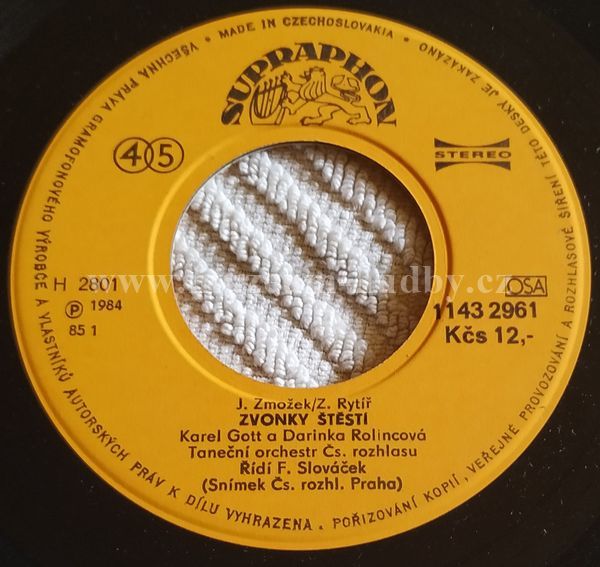 VŠECHNA PRÁVA GRAMOFONOVÉHO VÝROBCE A VLASTNÍKŮ AUTORSKÝCH PRÁV K DÍLU VYHRAZENA. POŘIZOVÁNÍ KOPIÍ, VEŘEJNÉ PROVOZOVÁNÍ A ROZHLASOVÉ ŠÍŘENÍ TÉTO DESKY JE ZAKÁZÁNO • MADE IN CZECHOSLOVAKIA •
SUPRAPHON
45
STEREO
H 2801
OSA
Ⓟ 1984
1143 2961
85 1
Kčs 12,-
J. Zmožek/Z. Rytíř
ZVONKY ŠTĚSTÍ
Karel Gott a Darinka Rolincová
Taneční orchestr Čs. rozhlasu
Řídí F. Slováček
(Snímek Čs. rozhl. Praha)